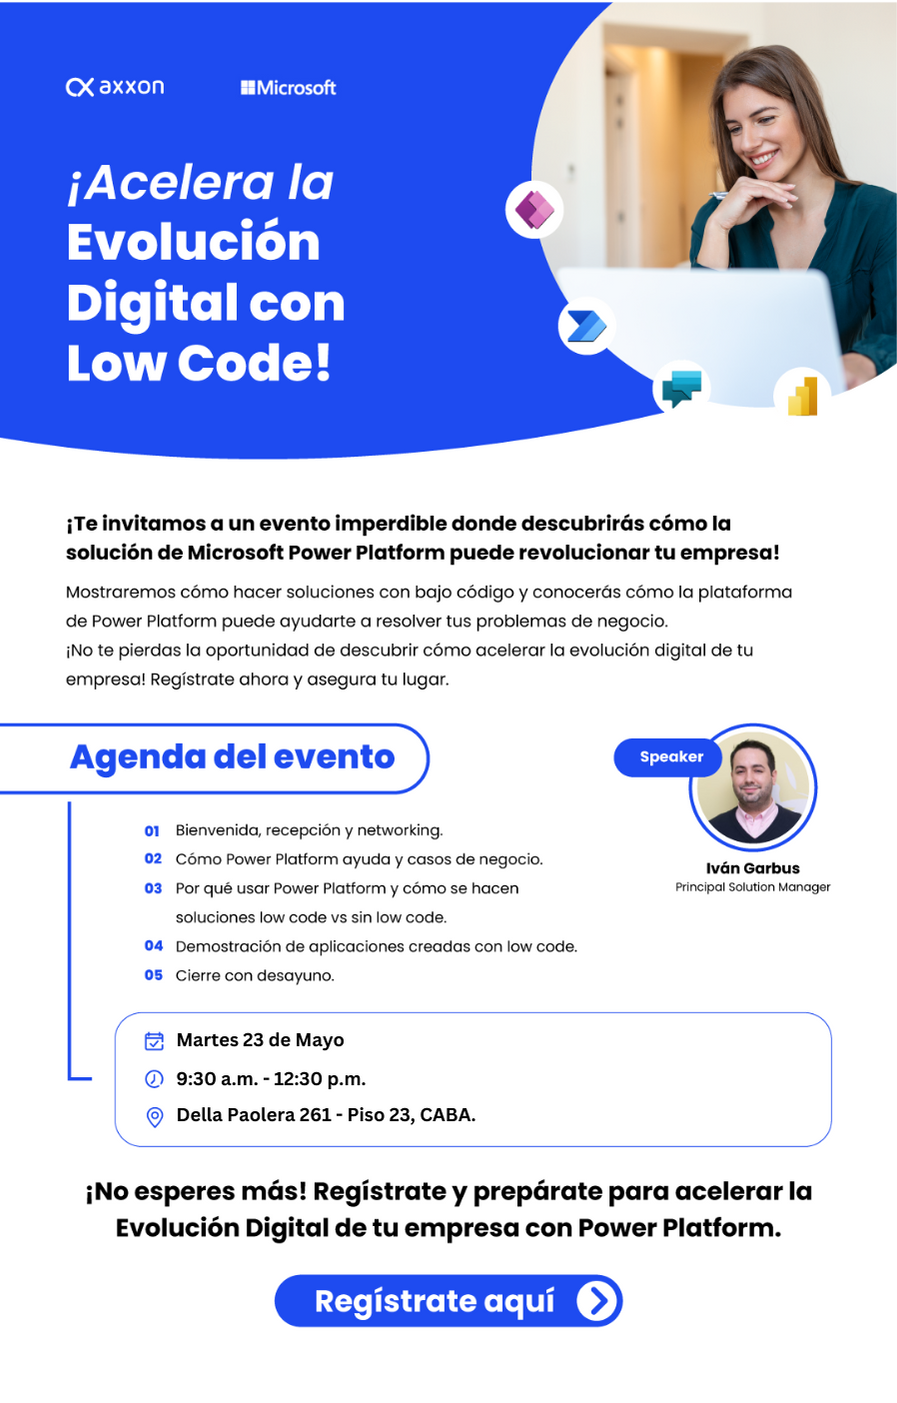 axxon
Microsoft
¡Acelera la
Evolución
Digital con
Low Code!
¡Te invitamos a un evento imperdible donde descubrirás cómo la
solución de Microsoft Power Platform puede revolucionar tu empresa!
Mostraremos cómo hacer soluciones con bajo código y conocerás cómo la plataforma
de Power Platform puede ayudarte a resolver tus problemas de negocio.
¡No te pierdas la oportunidad de descubrir cómo acelerar la evolución digital de tu
empresa! Regístrate ahora y asegura tu lugar.
Agenda del evento
01 Bienvenida, recepción y networking.
02 Cómo Power Platform ayuda y casos de negocio.
03 Por qué usar Power Platform y cómo se hacen
soluciones low code vs sin low code.
04 Demostración de aplicaciones creadas con low code.
05 Cierre con desayuno.
Speaker
Iván Garbus
Principal Solution Manager
Martes 23 de Mayo
9:30 a.m. - 12:30 p.m.
Della Paolera 261 - Piso 23, CABA.
¡No esperes más! Regístrate y prepárate para acelerar la
Evolución Digital de tu empresa con Power Platform.
Regístrate aquí